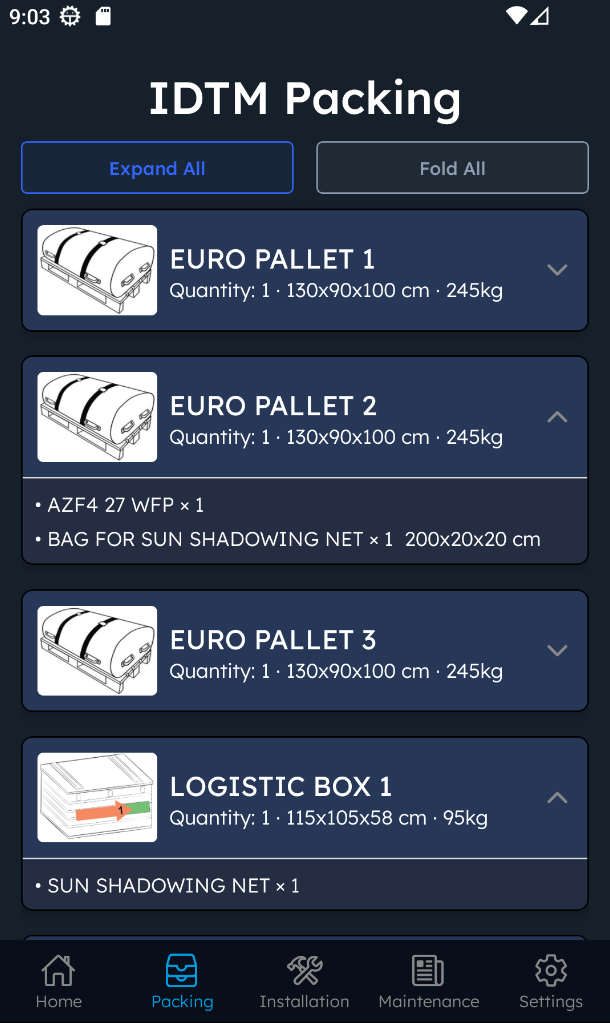 9:03
IDTM Packing
Expand All
Fold All
EURO PALLET 1
Quantity: 1 · 130x90x100 cm · 245kg
EURO PALLET 2
Quantity: 1 · 130x90x100 cm · 245kg
• AZF4 27 WFP × 1
• BAG FOR SUN SHADOWING NET × 1  200x20x20 cm
EURO PALLET 3
Quantity: 1 · 130x90x100 cm · 245kg
1
LOGISTIC BOX 1
Quantity: 1 · 115x105x58 cm · 95kg
• SUN SHADOWING NET × 1
Home
Packing
Installation
Maintenance
Settings